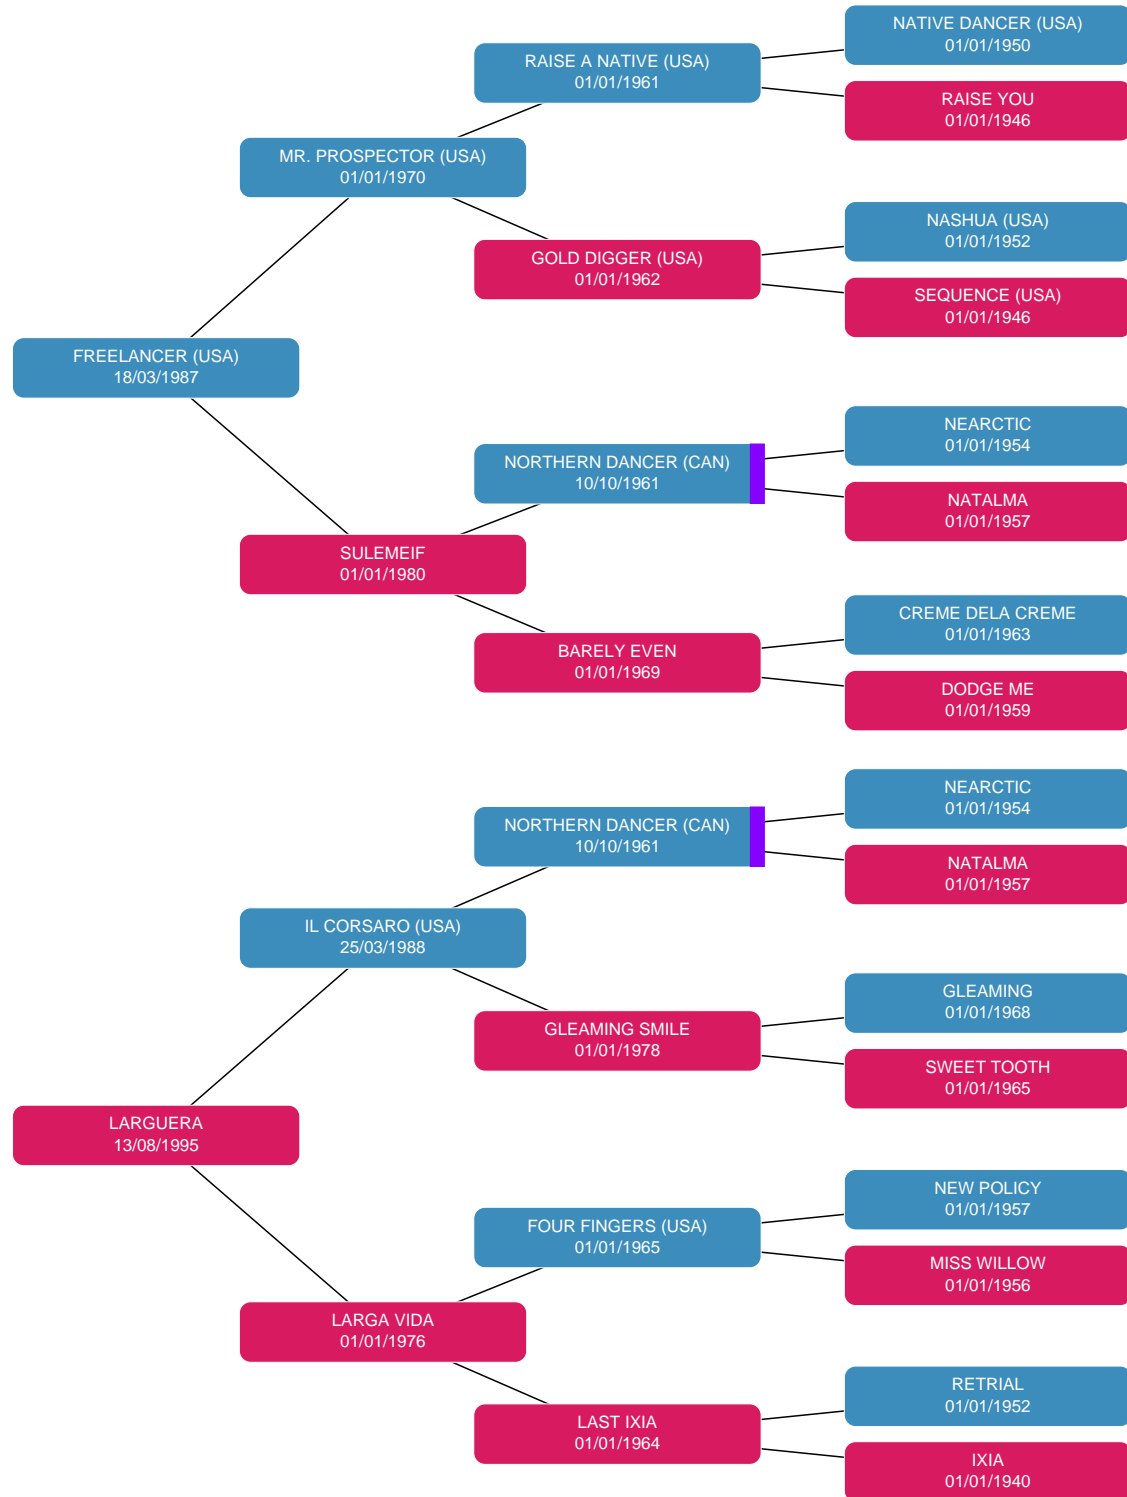 NATIVE DANCER (USA)
01/01/1950
RAISE A NATIVE (USA)
01/01/1961
RAISE YOU
01/01/1946
MR. PROSPECTOR (USA)
01/01/1970
NASHUA (USA)
01/01/1952
GOLD DIGGER (USA)
01/01/1962
SEQUENCE (USA)
01/01/1946
FREELANCER (USA)
18/03/1987
NEARCTIC
01/01/1954
NORTHERN DANCER (CAN)
10/10/1961
NATALMA
01/01/1957
SULEMEIF
01/01/1980
CREME DELA CREME
01/01/1963
BARELY EVEN
01/01/1969
DODGE ME
01/01/1959
NEARCTIC
01/01/1954
NORTHERN DANCER (CAN)
10/10/1961
NATALMA
01/01/1957
IL CORSARO (USA)
25/03/1988
GLEAMING
01/01/1968
GLEAMING SMILE
01/01/1978
SWEET TOOTH
01/01/1965
LARGUERA
13/08/1995
NEW POLICY
01/01/1957
FOUR FINGERS (USA)
01/01/1965
MISS WILLOW
01/01/1956
LARGA VIDA
01/01/1976
RETRIAL
01/01/1952
LAST IXIA
01/01/1964
IXIA
01/01/1940